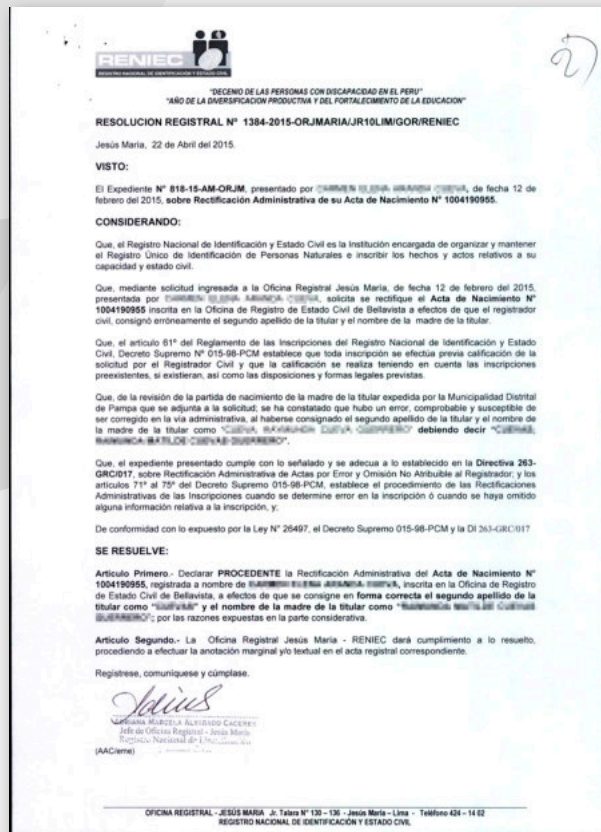 2)
RENIEC
REGISTRO NACIONAL DE IDENTIFICACIÓN Y ESTADO CIVIL
"DECENIO DE LAS PERSONAS CON DISCAPACIDAD EN EL PERU"
"AÑO DE LA DIVERSIFICACION PRODUCTIVA Y DEL FORTALECIMIENTO DE LA EDUCACION"
RESOLUCION REGISTRAL Nº 1384-2015-ORJMARIA/JR10LIM/GOR/RENIEC
Jesús María, 22 de Abril del 2015.
VISTO:
El Expediente N° 818-15-AM-ORJM, presentado por , de fecha 12 de
febrero del 2015, sobre Rectificación Administrativa de su Acta de Nacimiento N° 1004190955.
CONSIDERANDO:
Que, el Registro Nacional de Identificación y Estado Civil es la Institución encargada de organizar y mantener
el Registro Único de Identificación de Personas Naturales e inscribir los hechos y actos relativos a su
capacidad y estado civil.
Que, mediante solicitud ingresada a la Oficina Registral Jesús María, de fecha 12 de febrero del 2015,
presentada por , solicita se rectifique el Acta de Nacimiento N°
1004190955 inscrita en la Oficina de Registro de Estado Civil de Bellavista a efectos de que el registrador
civil, consignó erróneamente el segundo apellido de la titular y el nombre de la madre de la titular.
Que, el artículo 61º del Reglamento de las Inscripciones del Registro Nacional de Identificación y Estado
Civil, Decreto Supremo Nº 015-98-PCM establece que toda inscripción se efectúa previa calificación de la
solicitud por el Registrador Civil y que la calificación se realiza teniendo en cuenta las inscripciones
preexistentes, si existieran, así como las disposiciones y formas legales previstas.
Que, de la revisión de la partida de nacimiento de la madre de la titular expedida por la Municipalidad Distrital
de Pampa que se adjunta a la solicitud; se ha constatado que hubo un error, comprobable y susceptible de
ser corregido en la vía administrativa, al haberse consignado el segundo apellido de la titular y el nombre de
la madre de la titular como debiendo decir
Que, el expediente presentado cumple con lo señalado y se adecua a lo establecido en la Directiva 263-
GRC/017, sobre Rectificación Administrativa de Actas por Error y Omisión No Atribuible al Registrador; y los
artículos 71º al 75º del Decreto Supremo 015-98-PCM, establece el procedimiento de las Rectificaciones
Administrativas de las Inscripciones cuando se determine error en la inscripción ó cuando se haya omitido
alguna información relativa a la inscripción, y;
De conformidad con lo expuesto por la Ley N° 26497, el Decreto Supremo 015-98-PCM y la DI 263-GRC/017
SE RESUELVE:
Artículo Primero.- Declarar PROCEDENTE la Rectificación Administrativa del Acta de Nacimiento N°
1004190955, registrada a nombre de , inscrita en la Oficina de Registro
de Estado Civil de Bellavista, a efectos de que se consigne en forma correcta el segundo apellido de la
titular como y el nombre de la madre de la titular como
; por las razones expuestas en la parte considerativa.
Artículo Segundo.- La Oficina Registral Jesús María - RENIEC dará cumplimiento a lo resuelto,
procediendo a efectuar la anotación marginal y/o textual en el acta registral correspondiente.
Regístrese, comuníquese y cúmplase.
MARCELA CACERES
Jefe de Oficina Registral - Jesús María
Registro Nacional de
(AAC/eme)
OFICINA REGISTRAL - JESÚS MARIA Jr. Talara N° 130 – 136 - Jesús María – Lima - Teléfono 424 – 14 62
REGISTRO NACIONAL DE IDENTIFICACIÓN Y ESTADO CIVIL